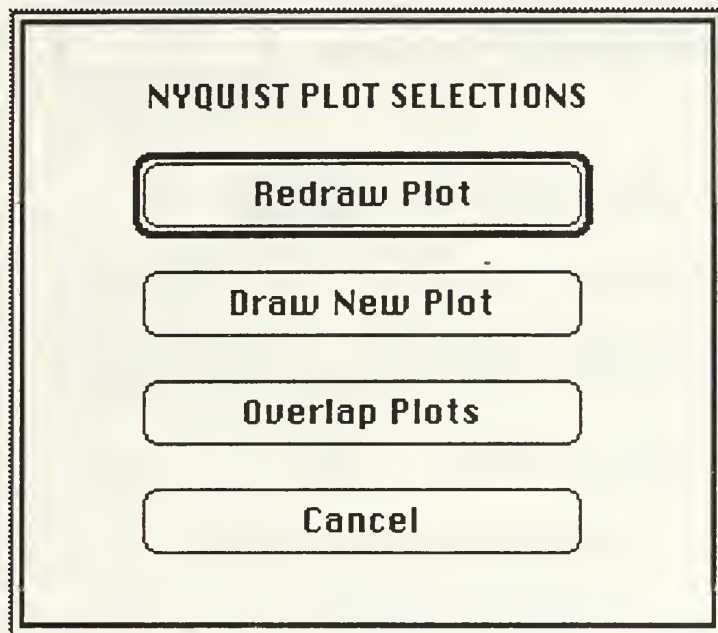 NYQUIST PLOT SELECTIONS
Redraw Plot
Draw New Plot
Overlap Plots
Cancel